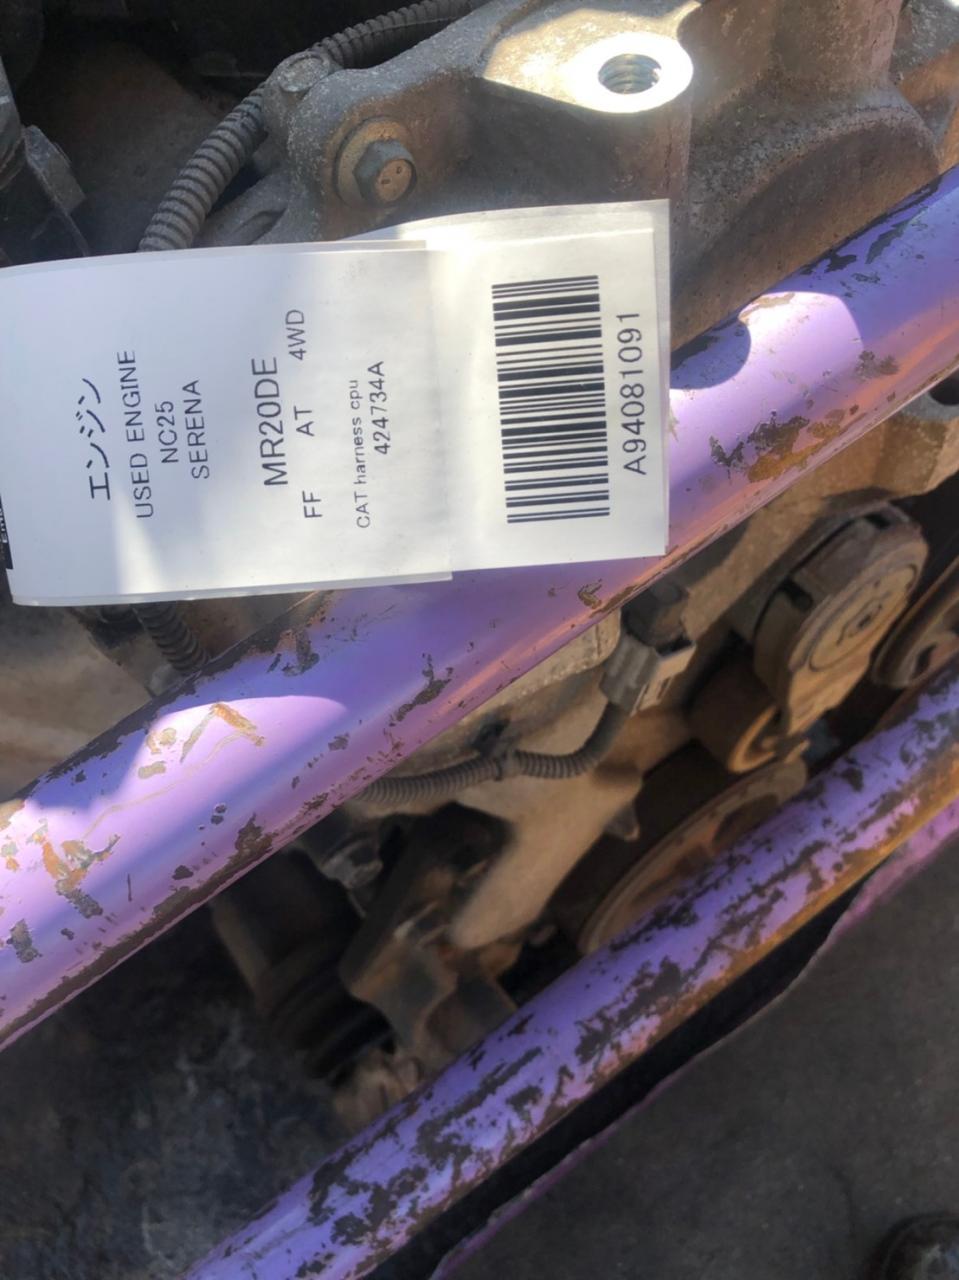 エンジン
USED ENGINE
NC25
SERENA
MR20DE
FF AT 4WD
CAT harness cpu
424734A
A94081091